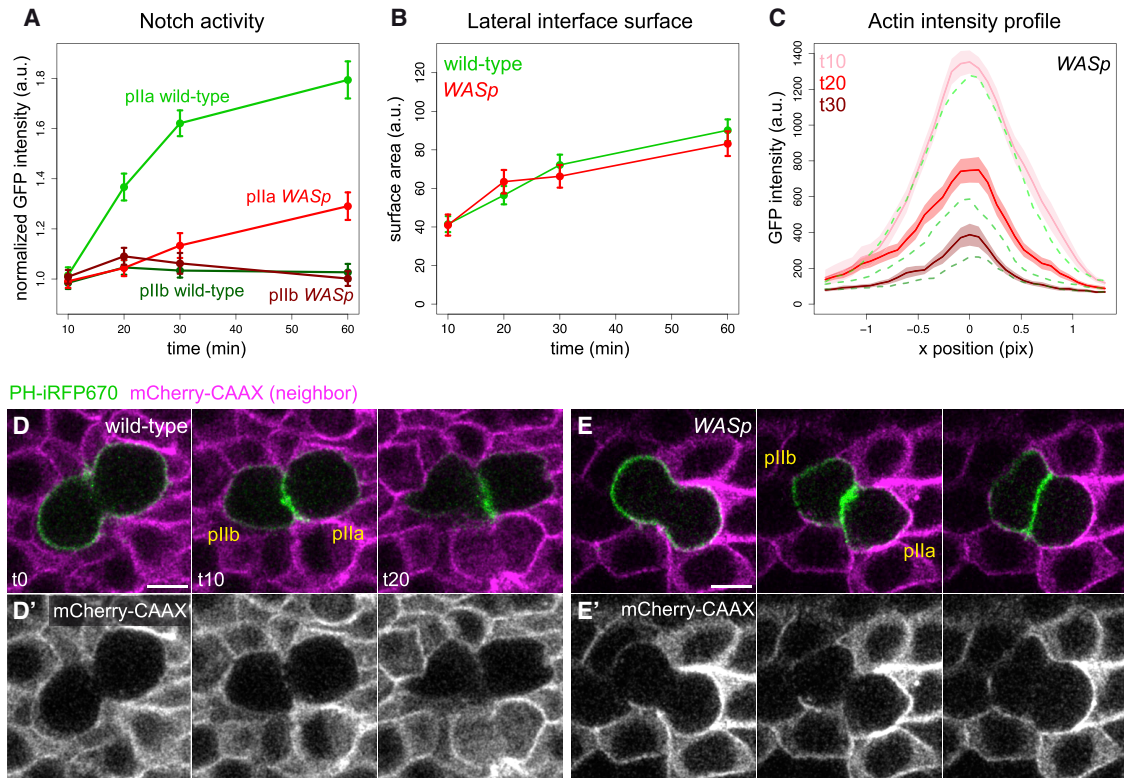 A
Notch activity
normalized GFP intensity (a.u.)
1.0
1.2
1.4
1.6
1.8
pIIa wild-type
pIIa WASp
pIIb wild-type
pIIb WASp
10
20
30
40
50
60
time (min)
B
Lateral interface surface
wild-type
WASp
surface area (a.u.)
0
20
40
60
80
100
120
10
20
30
40
50
60
time (min)
C
Actin intensity profile
t10
t20
t30
WASp
GFP intensity (a.u.)
0
200
400
600
800
1000
1200
1400
−1
−0.5
0
0.5
1
x position (pix)
PH-iRFP670 mCherry-CAAX (neighbor)
D
wild-type
pIIb
pIIa
t0
t10
t20
E
WASp
pIIb
pIIa
D'
mCherry-CAAX
E'
mCherry-CAAX